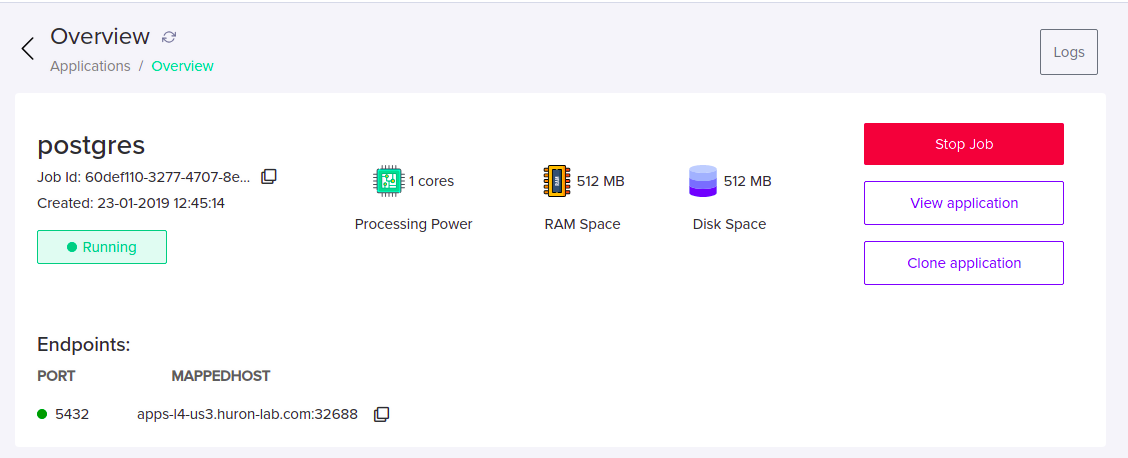 Overview
Applications / Overview
Logs
postgres
Job Id: 60def110-3277-4707-8e...
Created: 23-01-2019 12:45:14
Running
1 cores
Processing Power
512 MB
RAM Space
512 MB
Disk Space
Stop Job
View application
Clone application
Endpoints:
PORT MAPPEDHOST
5432 apps-l4-us3.huron-lab.com:32688